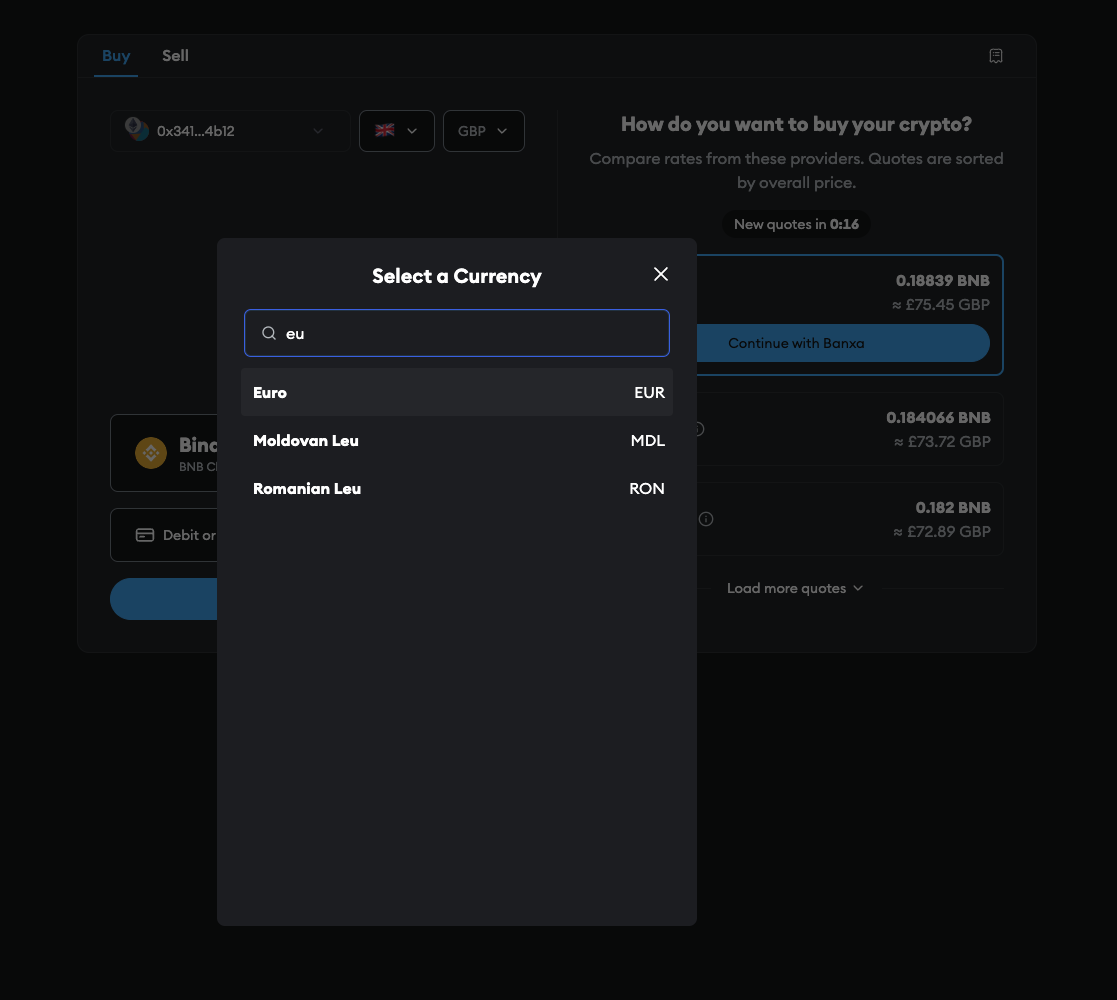 Buy
Sell
0x341...4b12
GBP
How do you want to buy your crypto?
Compare rates from these providers. Quotes are sorted
by overall price.
New quotes in 0:16
Select a Currency
eu
Euro
EUR
Moldovan Leu
MDL
Romanian Leu
RON
0.18839 BNB
≈ £75.45 GBP
Continue with Banxa
0.184066 BNB
≈ £73.72 GBP
0.182 BNB
≈ £72.89 GBP
Load more quotes
Debit or